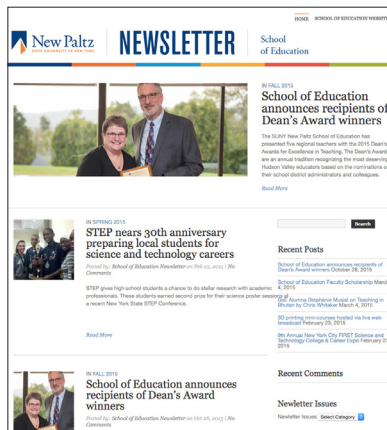 HOME SCHOOL OF EDUCATION WEBSITE
New Paltz
STATE UNIVERSITY OF NEW YORK
NEWSLETTER
School
of Education
IN FALL 2015
School of Education
announces recipients of
Dean's Award winners
The SUNY New Paltz School of Education has
presented five regional teachers with the 2015 Dean's
Awards for Excellence in Teaching. The Dean's Awards
are an annual tradition recognizing the most deserving
Hudson Valley educators based on the nominations of
their school district administrators and colleagues.
Read More
IN SPRING 2015
STEP nears 30th anniversary
preparing local students for
science and technology careers
Posted by: School of Education Newsletter on Feb 23, 2015 | No
Comments
STEP gives high school students a chance to do stellar research with academic
professionals. These students earned second prize for their science poster sessions at
a recent New York State STEP Conference.
Read More
IN FALL 2015
School of Education announces
recipients of Dean's Award
winners
Posted by: School of Education Newsletter on Oct 28, 2015 | No
Comments
Search
Recent Posts
School of Education announces recipients of
Dean's Award winners October 28, 2015
School of Education Faculty Scholarship March
4, 2015
Alumna Stephanie Musial on Teaching in
Bhutan by Chris Whitaker March 4, 2015
3D printing mini-courses hosted via live web
broadcast February 23, 2015
9th Annual New York City FIRST Science and
Technology College & Career Expo February 23,
2015
Recent Comments
Newletter Issues
Newletter Issues Select Category